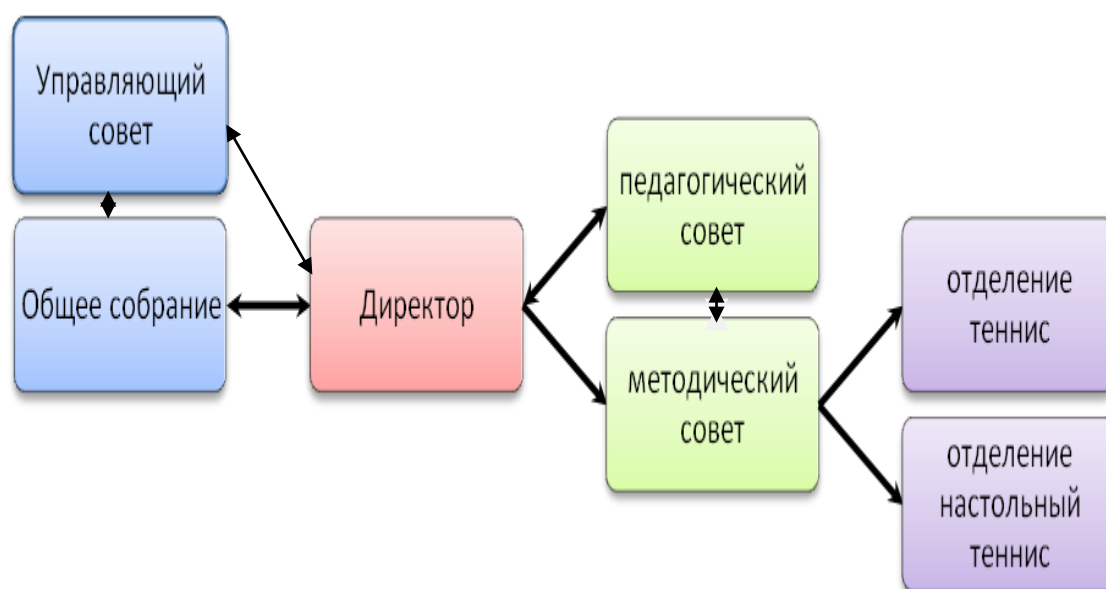 Управляющий
совет
Общее собрание
Директор
педагогический
совет
методический
совет
отделение
теннис
отделение
настольный
теннис